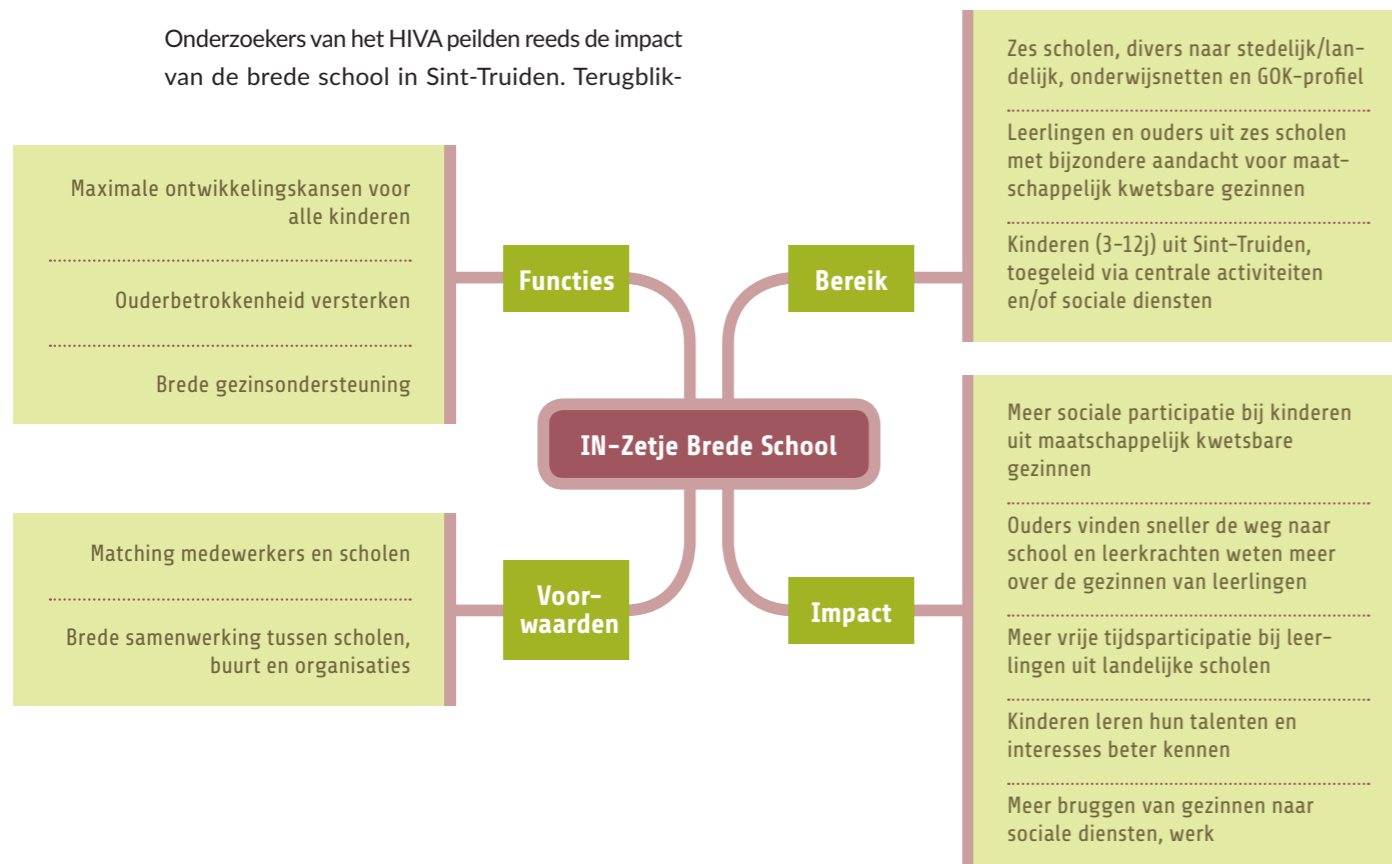 Onderzoekers van het HIVA peilden reeds de impact
van de brede school in Sint-Truiden. Terugblik-
Maximale ontwikkelingskansen voor
alle kinderen
Ouderbetrokkenheid versterken
Brede gezinsondersteuning
Functies
Matching medewerkers en scholen
Brede samenwerking tussen scholen,
buurt en organisaties
Voor-
waarden
IN-Zetje Brede School
Bereik
Zes scholen, divers naar stedelijk/lan-
delijk, onderwijsnetten en GOK-profiel
Leerlingen en ouders uit zes scholen
met bijzondere aandacht voor maat-
schappelijk kwetsbare gezinnen
Kinderen (3-12j) uit Sint-Truiden,
toegeleid via centrale activiteiten
en/of sociale diensten
Impact
Meer sociale participatie bij kinderen
uit maatschappelijk kwetsbare
gezinnen
Ouders vinden sneller de weg naar
school en leerkrachten weten meer
over de gezinnen van leerlingen
Meer vrije tijdsparticipatie bij leer-
lingen uit landelijke scholen
Kinderen leren hun talenten en
interesses beter kennen
Meer bruggen van gezinnen naar
sociale diensten, werk